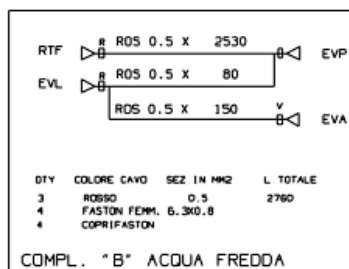 RTF R ROS 0.5 X 2530 EVP
EVL R ROS 0.5 X 80
ROS 0.5 X 150 V EVA
QTY COLORE CAVO SEZ IN MM2 L.TOTALE
3 ROSSO 0.5 2760
4 FASTON FEMM. 6.3X0.8
4 COPRIFASTON
COMPL. "B" ACQUA FREDDA